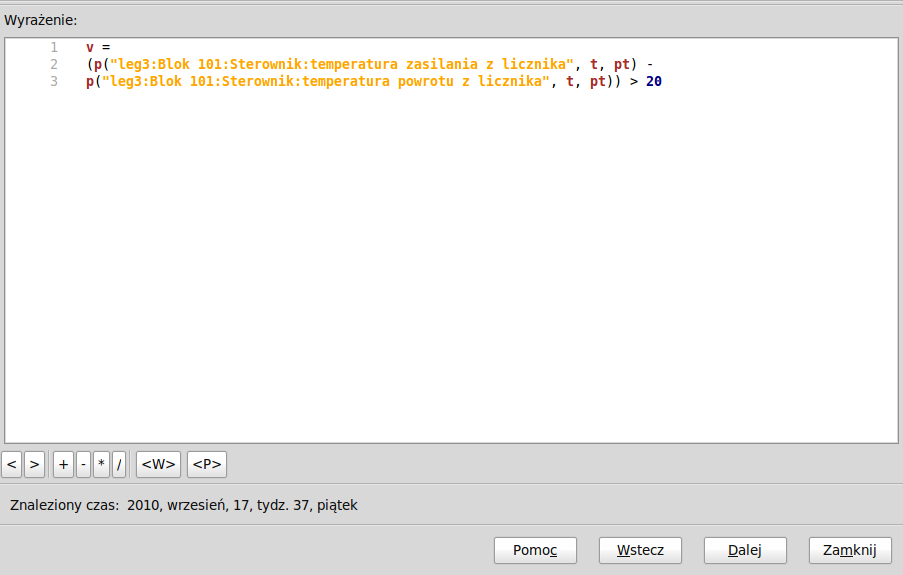 Wyrażenie:
1 v =
2 (p("leg3:Blok 101:Sterownik:temperatura zasilania z licznika", t, pt) -
3 p("leg3:Blok 101:Sterownik:temperatura powrotu z licznika", t, pt)) > 20
< > + - * / <W> <P>
Znaleziony czas: 2010, wrzesień, 17, tydz. 37, piątek
Pomoc Wstecz Dalej Zamknij